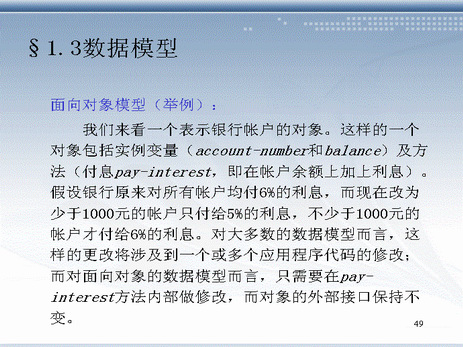 §1.3数据模型
面向对象模型（举例）：
我们来看一个表示银行帐户的对象。这样的一个
对象包括实例变量（account-number和balance）及方
法（付息pay-interest，即在帐户余额上加上利息）。
假设银行原来对所有帐户均付6%的利息，而现在改为
少于1000元的帐户只付给5%的利息，不少于1000元的
帐户才付给6%的利息。对大多数的数据模型而言，这
样的更改将涉及到一个或多个应用程序代码的修改；
而对面向对象的数据模型而言，只需要在pay-
interest方法内部做修改，而对象的外部接口保持不
变。
49